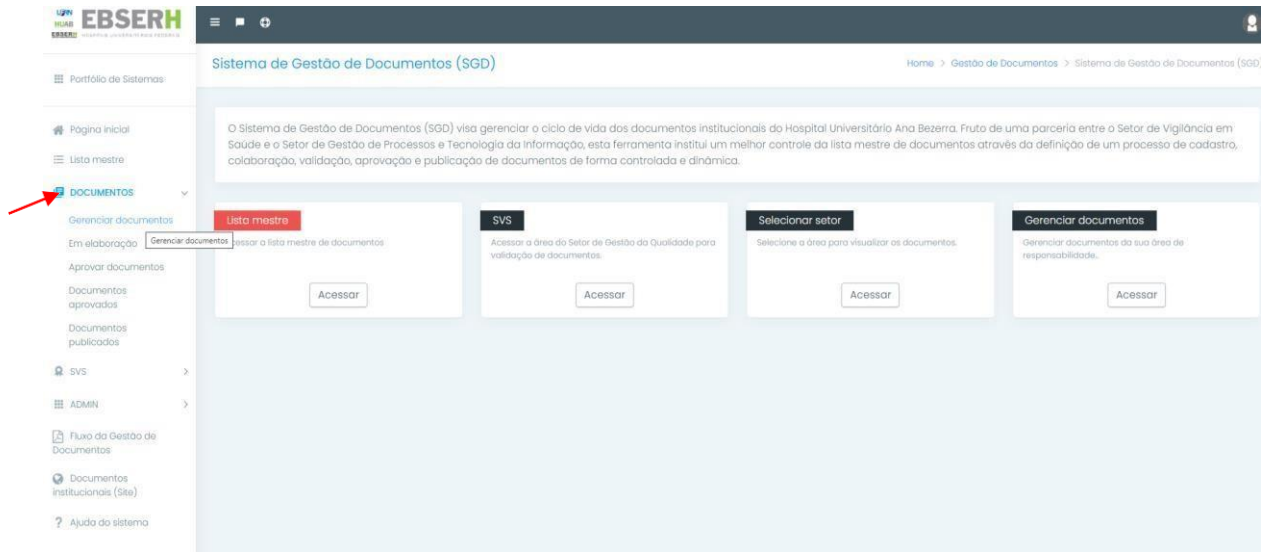 UFRN
HUAB
EBSERH
EBSERH
HOSPITAIS UNIVERSITÁRIOS FEDERAIS
Portfólio de Sistemas
Página inicial
Lista mestre
DOCUMENTOS
Gerenciar documentos
Em elaboração
Gerenciar documentos
Aprovar documentos
Documentos
aprovados
Documentos
publicados
SVS
ADMIN
Fluxo da Gestão de
Documentos
Documentos
institucionais (Site)
? Ajuda do sistema
Sistema de Gestão de Documentos (SGD)
Home > Gestão de Documentos > Sistema de Gestão de Documentos (SGD)
O Sistema de Gestão de Documentos (SGD) visa gerenciar o ciclo de vida dos documentos institucionais do Hospital Universitário Ana Bezerra. Fruto de uma parceria entre o Setor de Vigilância em
Saúde e o Setor de Gestão de Processos e Tecnologia da Informação, esta ferramenta institui um melhor controle da lista mestre de documentos através da definição de um processo de cadastro,
colaboração, validação, aprovação e publicação de documentos de forma controlada e dinâmica.
Lista mestre
cessar a lista mestre de documentos
Acessar
SVS
Acessar a área do Setor de Gestão da Qualidade para
validação de documentos.
Acessar
Selecionar setor
Selecione a área para visualizar os documentos.
Acessar
Gerenciar documentos
Gerenciar documentos da sua área de
responsabilidade.
Acessar